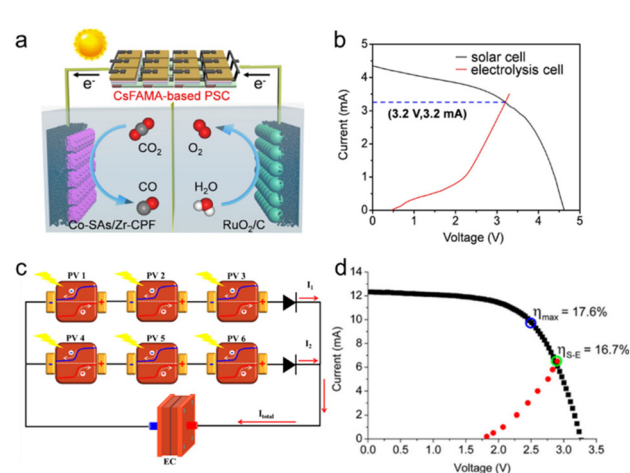 a
e-
e-
CsFAMA-based PSC
CO2
O2
CO
H2O
Co-SAs/Zr-CPF
RuO2/C
b
solar cell
electrolysis cell
(3.2 V,3.2 mA)
Current (mA)
5
4
3
2
1
0
0 1 2 3 4 5
Voltage (V)
c
PV 1
PV 2
PV 3
I1
PV 4
PV 5
PV 6
I2
Itotal
EC
d
ηmax = 17.6%
ηS-E = 16.7%
Current (mA)
14
12
10
8
6
4
2
0
0.0 0.5 1.0 1.5 2.0 2.5 3.0 3.5
Voltage (V)